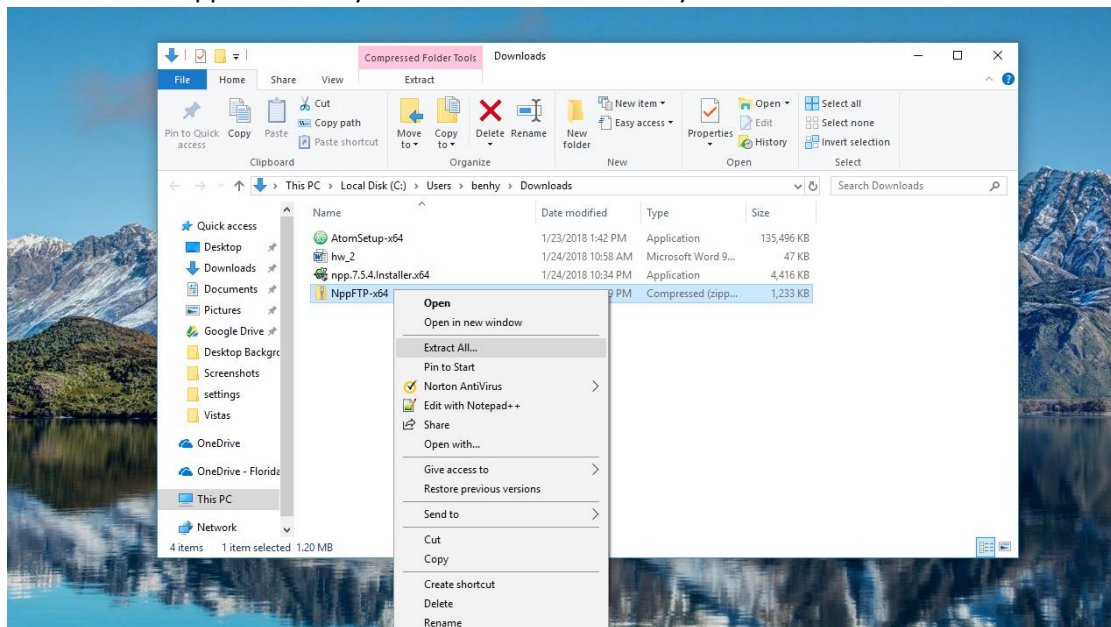 Compressed Folder Tools Downloads
File Home Share View Extract
Pin to Quick access
Copy
Paste
Cut
Copy path
Paste shortcut
Clipboard
Move to
Copy to
Delete
Rename
Organize
New folder
New item
Easy access
New
Properties
Open
Edit
History
Open
Select all
Select none
Invert selection
Select
This PC > Local Disk (C:) > Users > benhy > Downloads
Search Downloads
Name Date modified Type Size
Quick access
Desktop
Downloads
Documents
Pictures
Google Drive
Desktop Backgrc
Screenshots
settings
Vistas
OneDrive
OneDrive - Florida
This PC
Network
AtomSetup-x64 1/23/2018 1:42 PM Application 135,496 KB
hw_2 1/24/2018 10:58 AM Microsoft Word 9... 47 KB
npp.7.5.4.Installer.x64 1/24/2018 10:34 PM Application 4,416 KB
NppFTP-x64 9 PM Compressed (zipp... 1,233 KB
Open
Open in new window
Extract All...
Pin to Start
Norton AntiVirus
Edit with Notepad++
Share
Open with...
Give access to
Restore previous versions
Send to
Cut
Copy
Create shortcut
Delete
Rename
4 items 1 item selected 1.20 MB